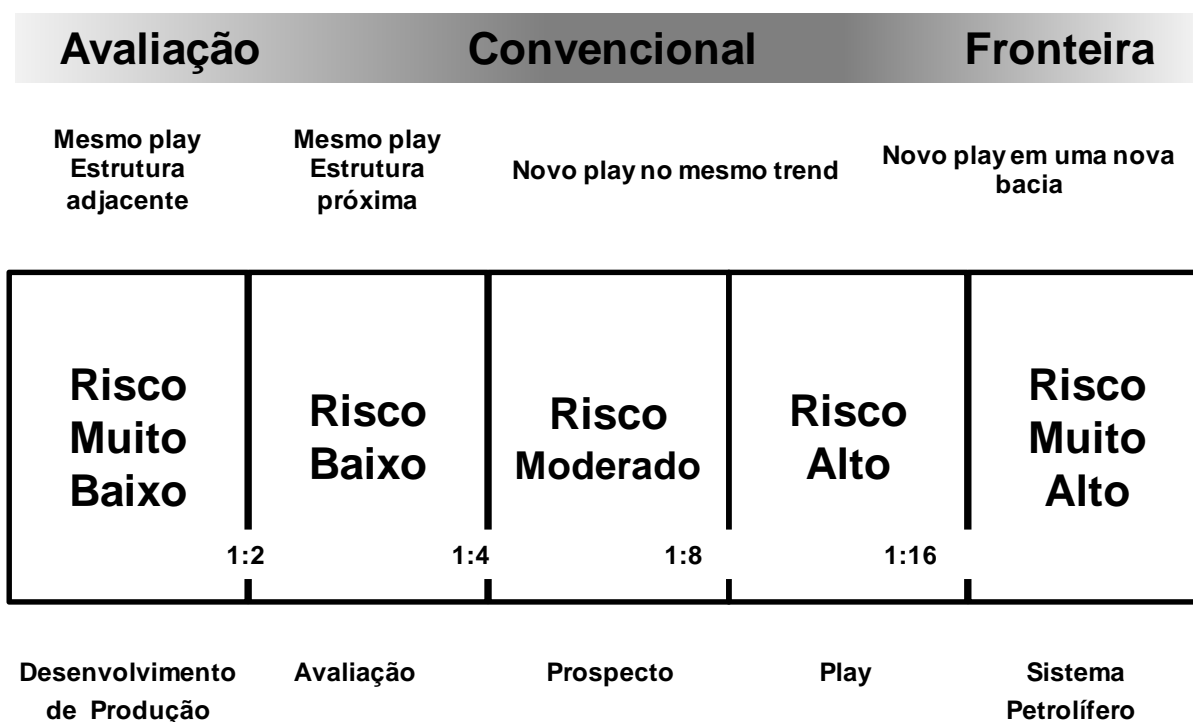 Avaliação Convencional Fronteira
Mesmo play
Estrutura
adjacente
Mesmo play
Estrutura
próxima
Novo play no mesmo trend
Novo play em uma nova
bacia
Risco
Muito
Baixo
Risco
Baixo
Risco
Moderado
Risco
Alto
Risco
Muito
Alto
1:2 1:4 1:8 1:16
Desenvolvimento
de Produção
Avaliação
Prospecto
Play
Sistema
Petrolífero